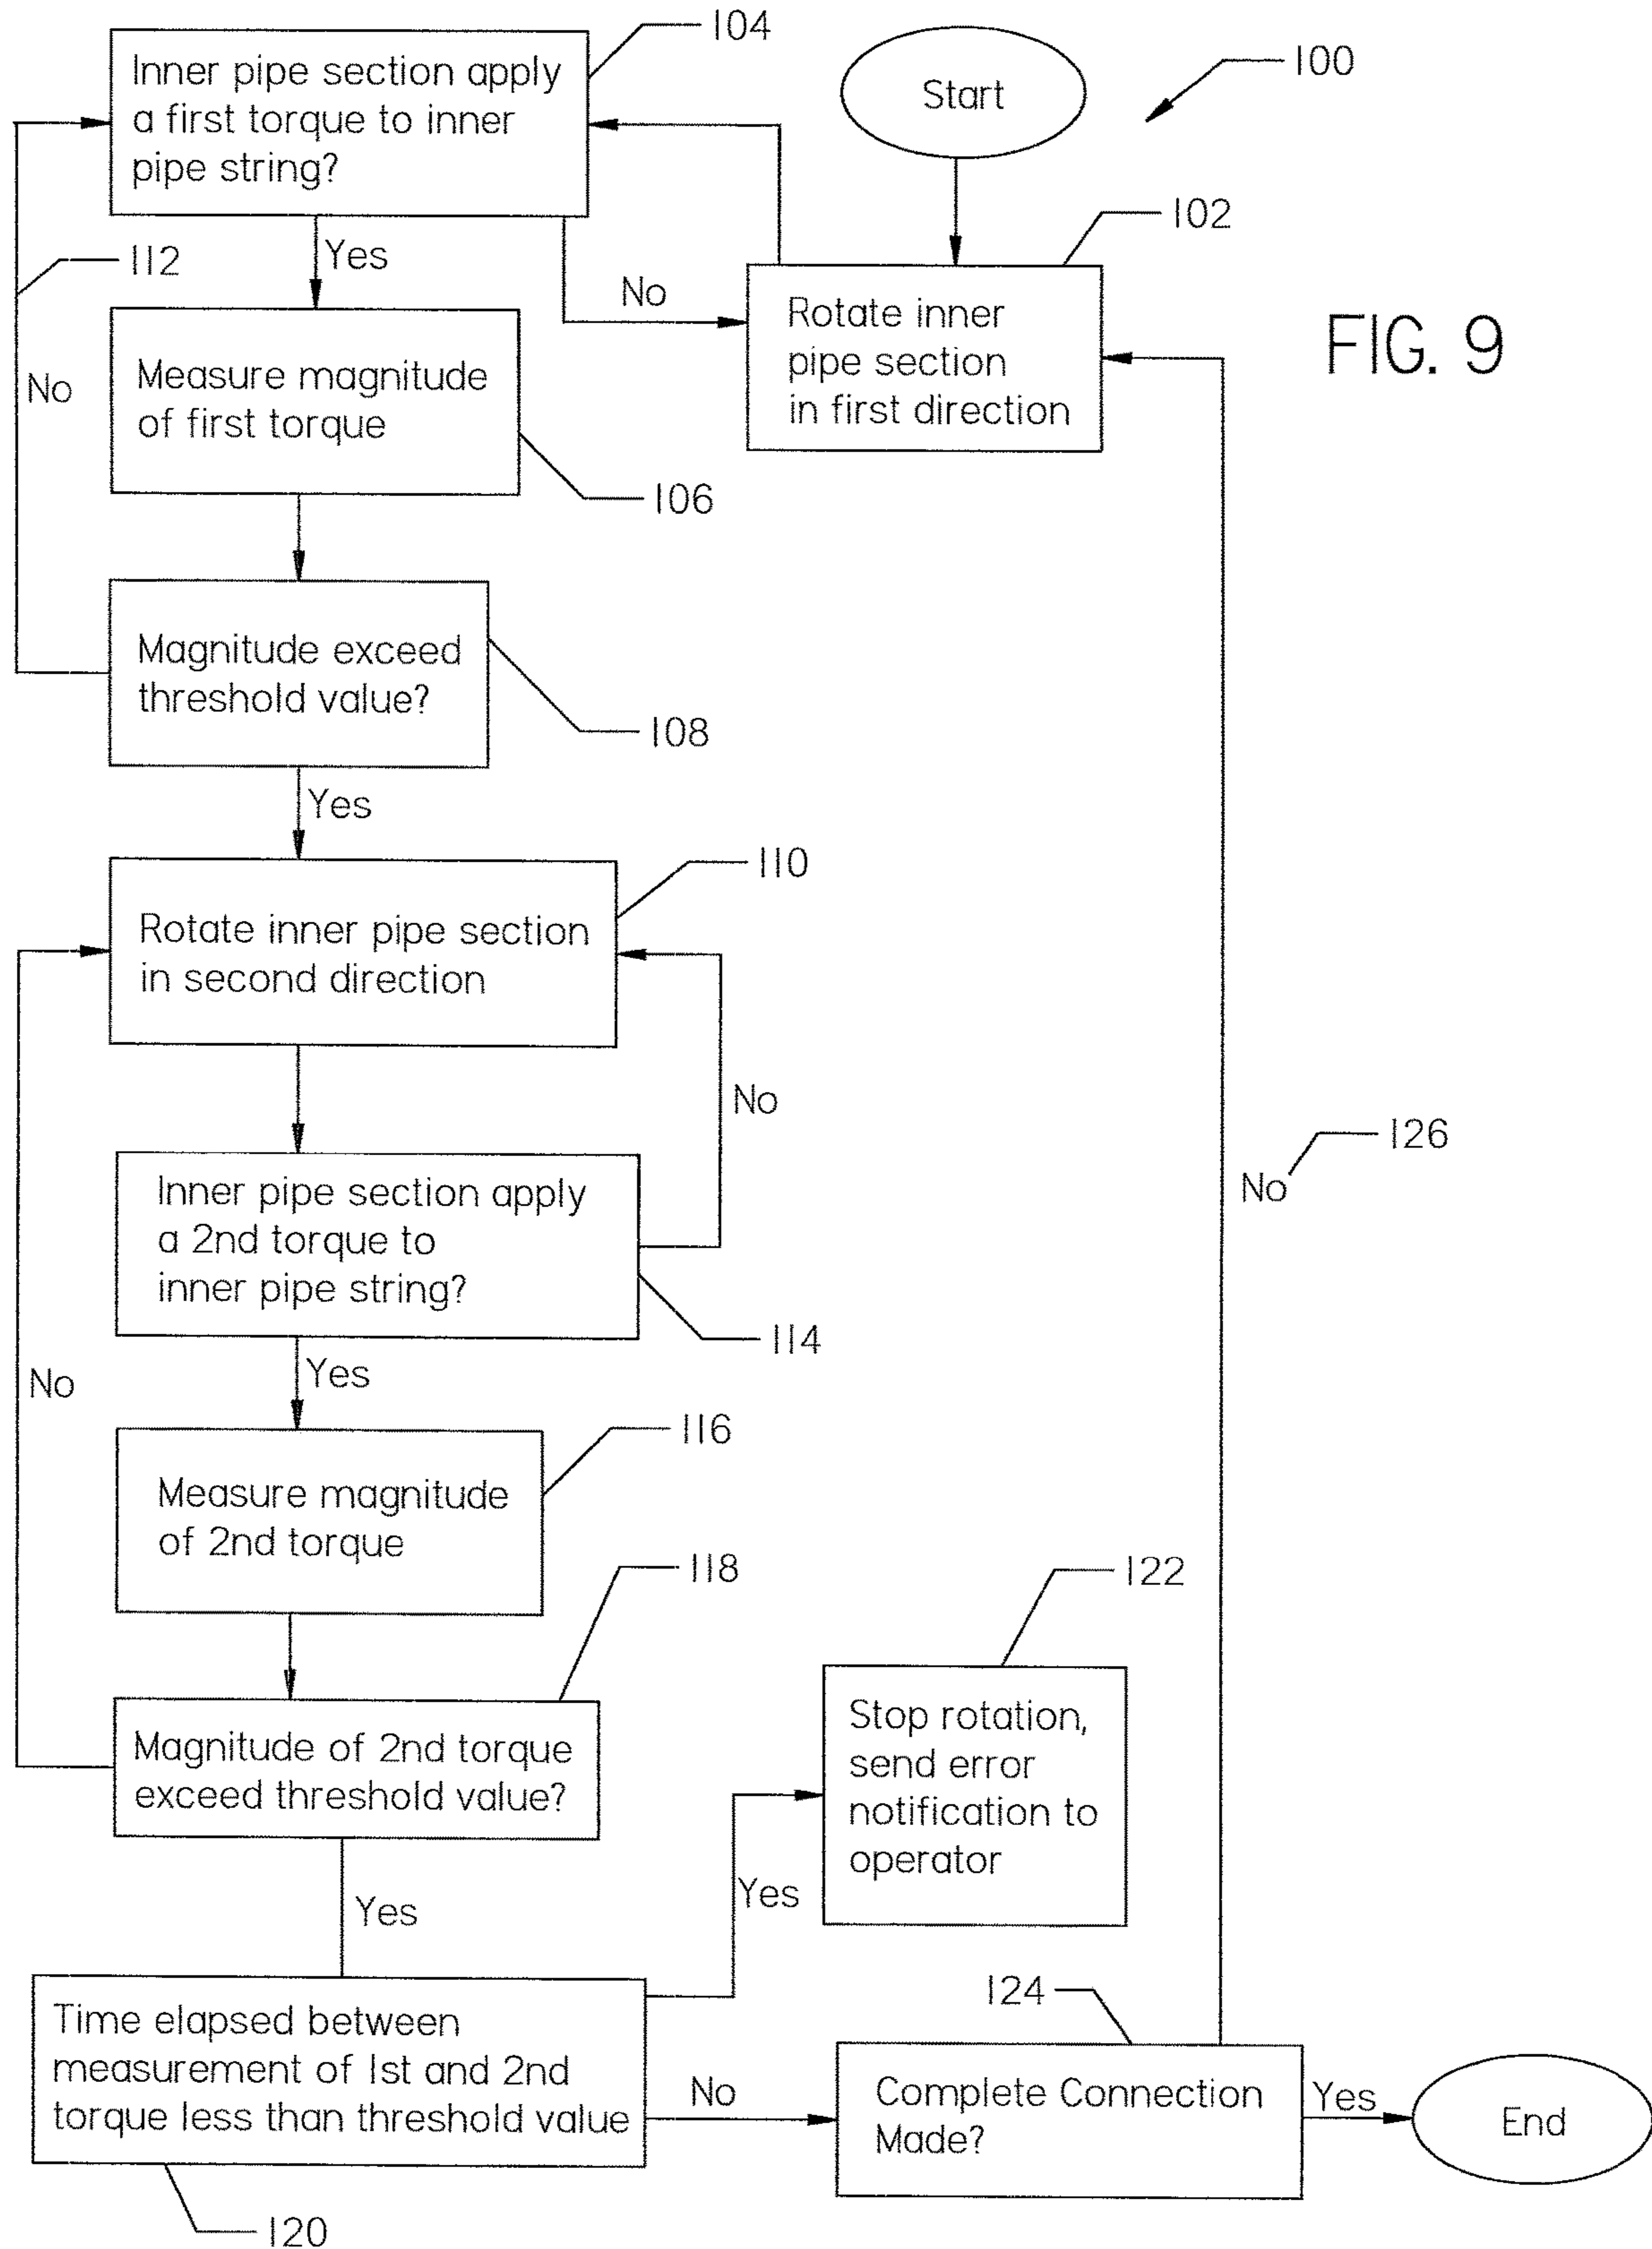 104
Inner pipe section apply
a first torque to inner
pipe string?
Start
100
112
Yes
No
102
Rotate inner
pipe section
in first direction
FIG. 9
Measure magnitude
of first torque
No
106
Magnitude exceed
threshold value?
108
Yes
110
Rotate inner pipe section
in second direction
No
126
No
Inner pipe section apply
a 2nd torque to
inner pipe string?
114
Yes
No
116
Measure magnitude
of 2nd torque
118
122
Magnitude of 2nd torque
exceed threshold value?
Stop rotation,
send error
notification to
operator
Yes
Yes
Time elapsed between
measurement of 1st and 2nd
torque less than threshold value
120
No
124
Complete Connection
Made?
Yes
End